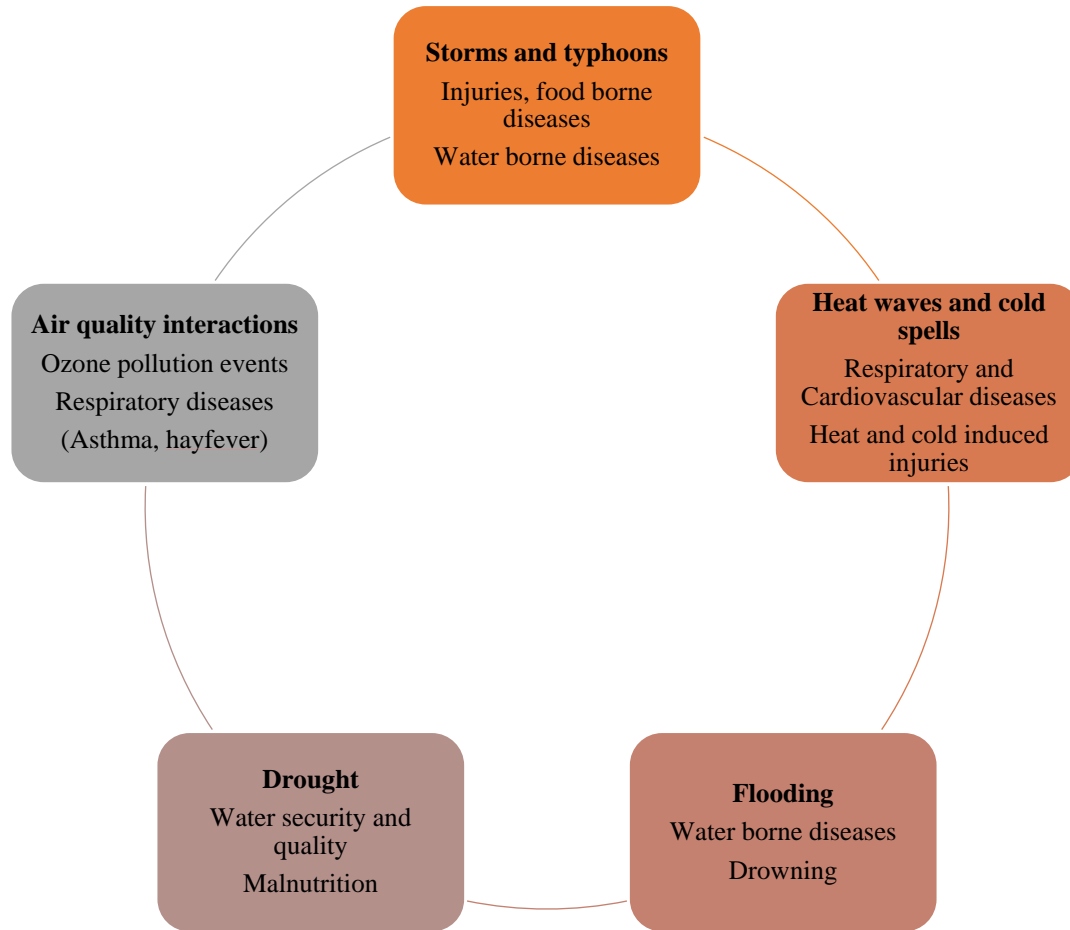 Storms and typhoons
Injuries, food borne
diseases
Water borne diseases
Heat waves and cold
spells
Respiratory and
Cardiovascular diseases
Heat and cold induced
injuries
Flooding
Water borne diseases
Drowning
Drought
Water security and
quality
Malnutrition
Air quality interactions
Ozone pollution events
Respiratory diseases
(Asthma, hayfever)